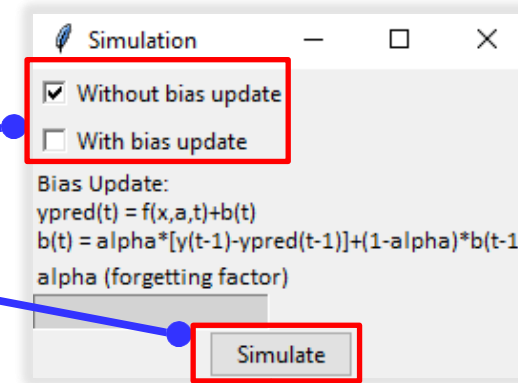 Simulation
Without bias update
With bias update
Bias Update:
ypred(t) = f(x,a,t)+b(t)
b(t) = alpha*[y(t-1)-ypred(t-1)]+(1-alpha)*b(t-1
alpha (forgetting factor)
Simulate